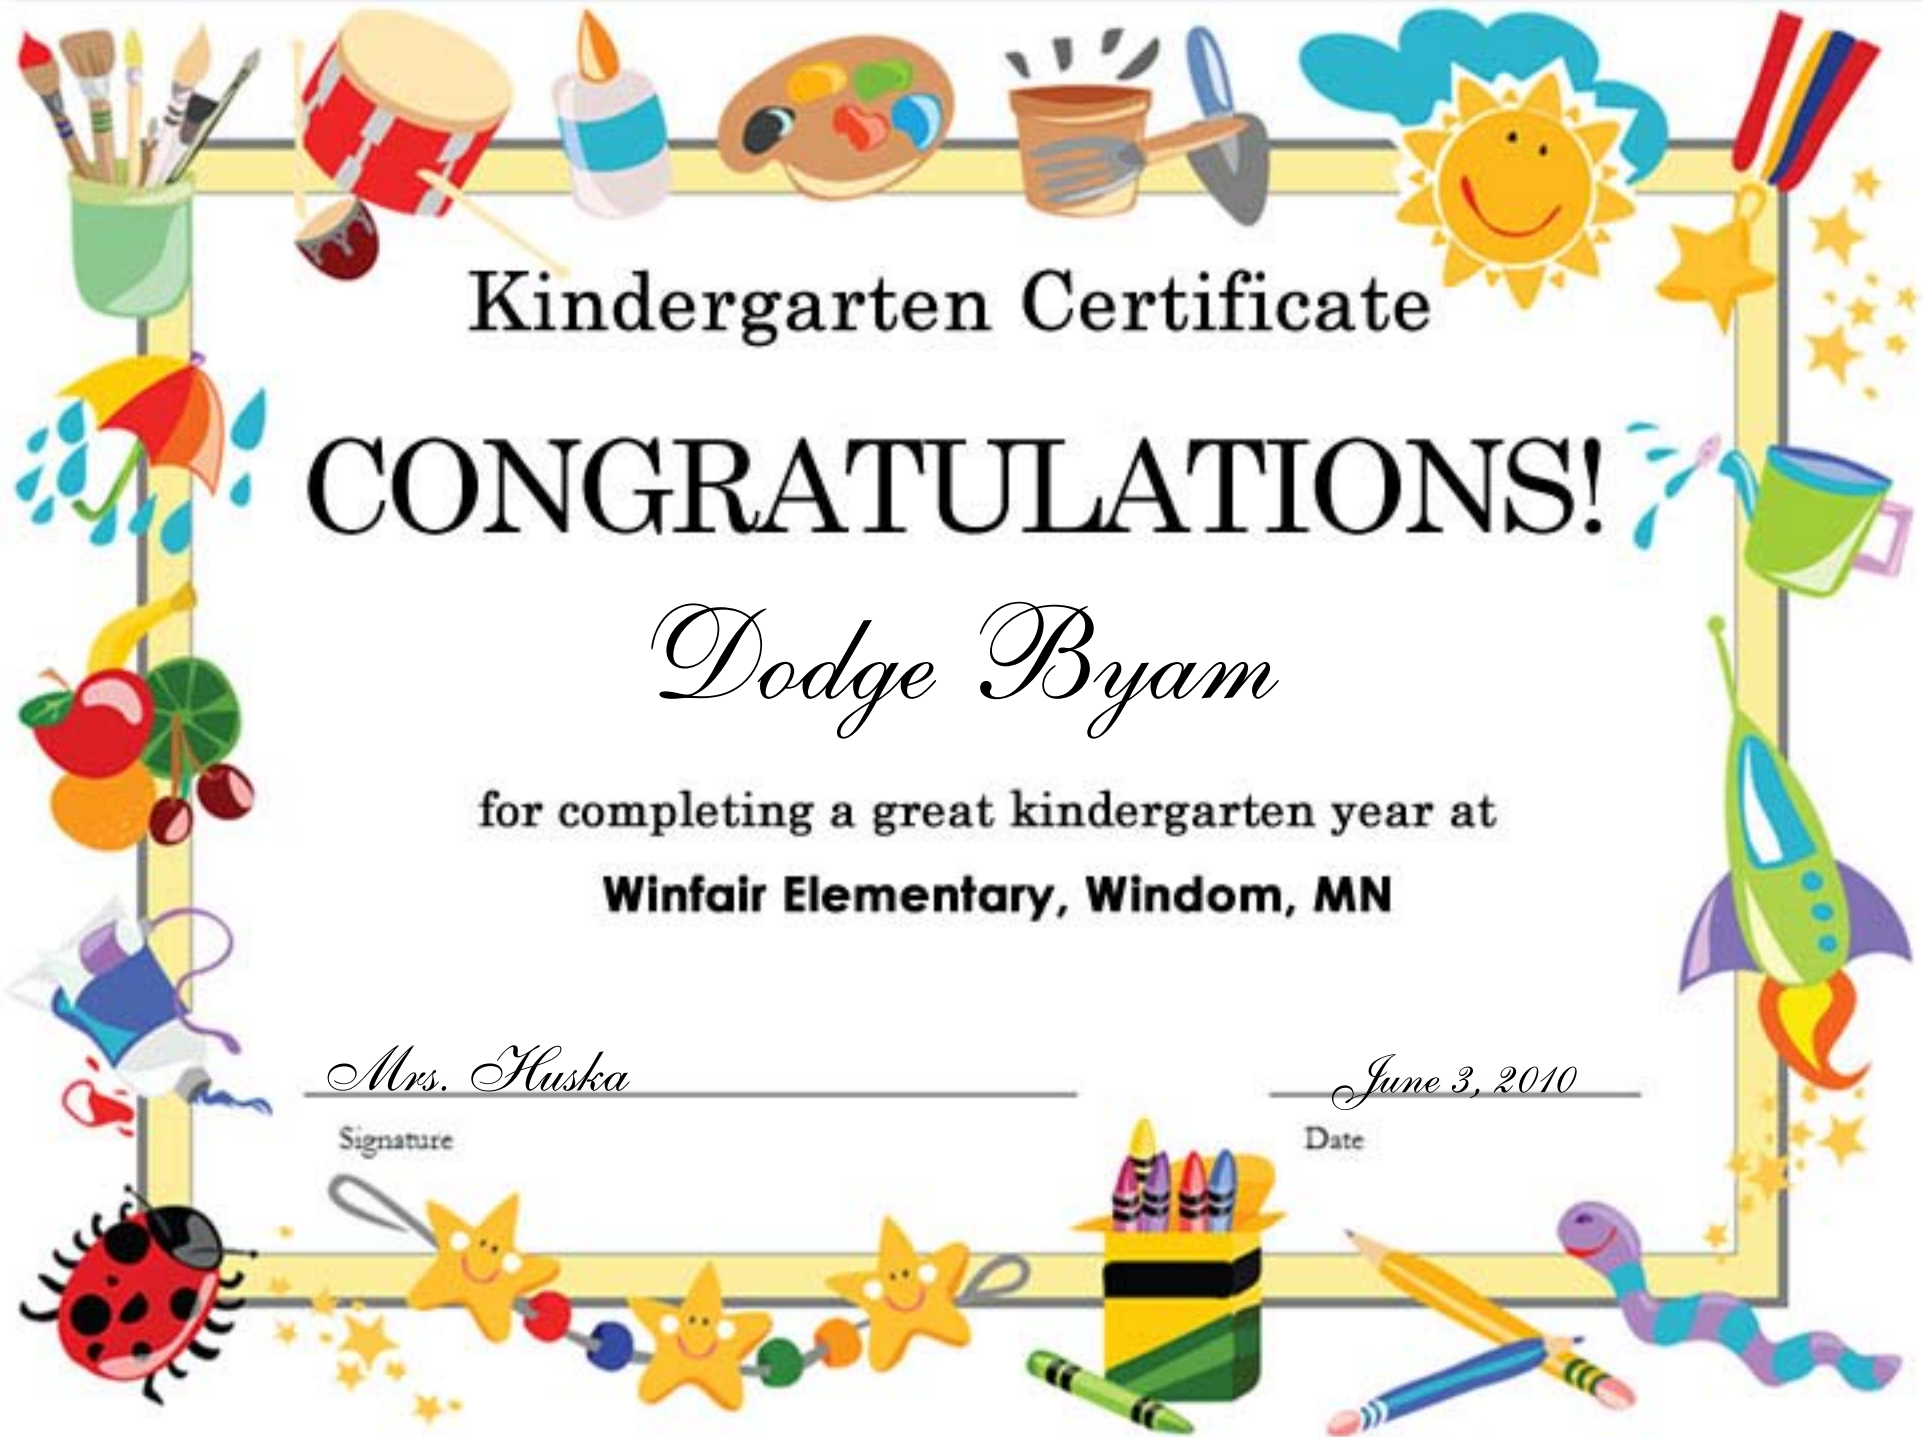 Kindergarten Certificate
CONGRATULATIONS!
Dodge Byam
for completing a great kindergarten year at
Winfair Elementary, Windom, MN
Mrs. Huska June 3, 2010
Signature Date